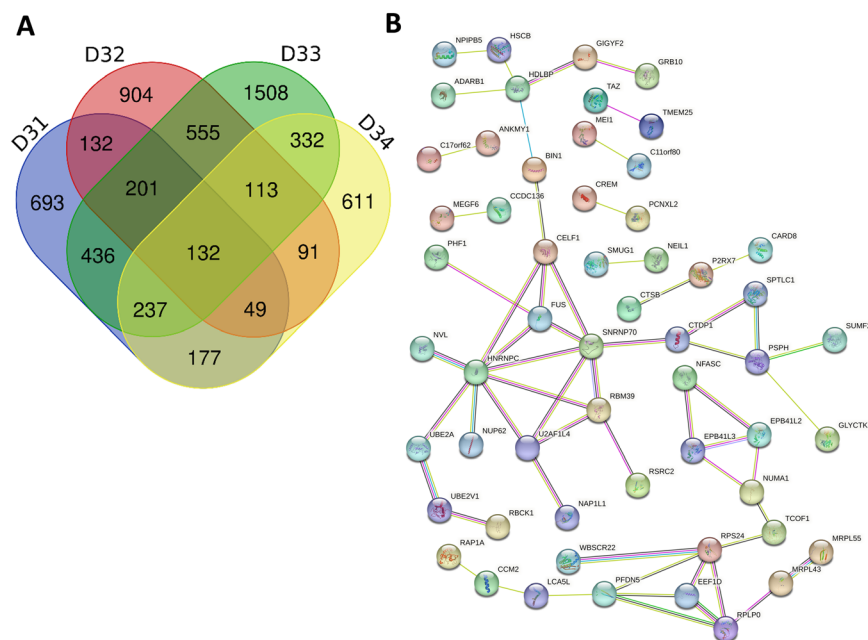 A
B
D32
D33
D31
D34
904
1508
132
555
332
693
201
113
611
436
132
91
237
49
177
NPIPB5
HSCB
GIGYF2
GRB10
ADARB1
HDLBP
TAZ
TMEM25
ANKMY1
C17orf62
MEI1
C11orf80
BIN1
MEGF6
CCDC136
CREM
PCNXL2
PHF1
CELF1
SMUG1
NEIL1
P2RX7
CARD8
CTSB
SPTLC1
FUS
SNRNP70
CTDP1
NVL
HNRNPC
PSPH
SUMF
NFASC
RBM39
GLYCTK
UBE2A
NUP62
U2AF1L4
EPB41L3
EPB41L2
RSRC2
NUMA1
UBE2V1
RBCK1
NAP1L1
TCOF1
RAP1A
CCM2
WBSCR22
RPS24
MRPL55
LCA5L
PFDN5
EEF1D
MRPL43
RPLP0